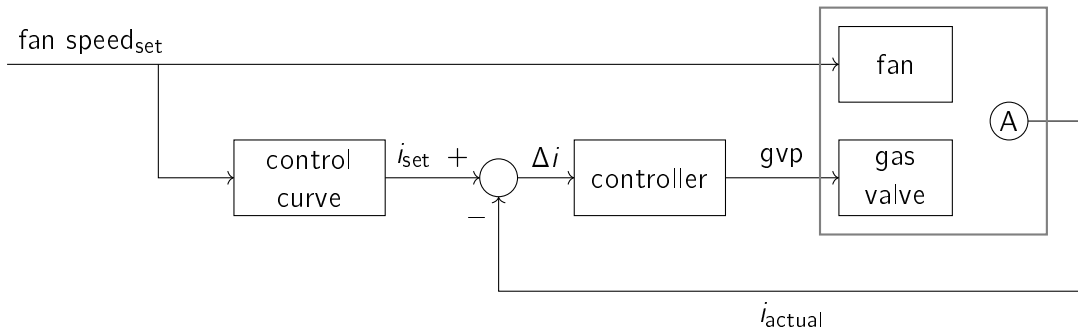 fan speed_set
fan
A
control
curve
i_set
+
−
Δi
controller
gvp
gas
valve
i_actual